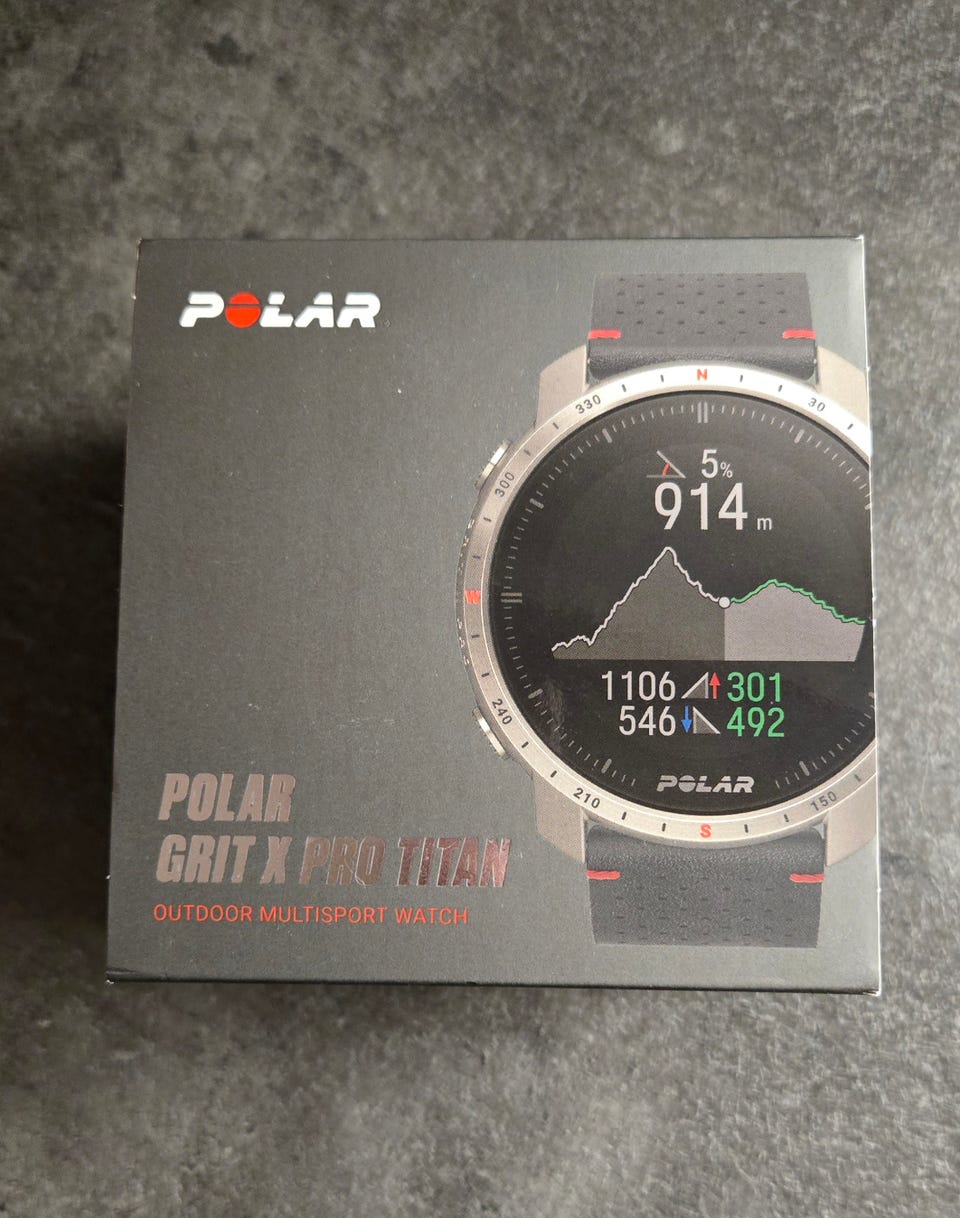 POLAR
N
330
30
300
5%
914 m
W
1106 301
546 492
240
POLAR
210
150
S
POLAR
GRIT X PRO TITAN
OUTDOOR MULTISPORT WATCH